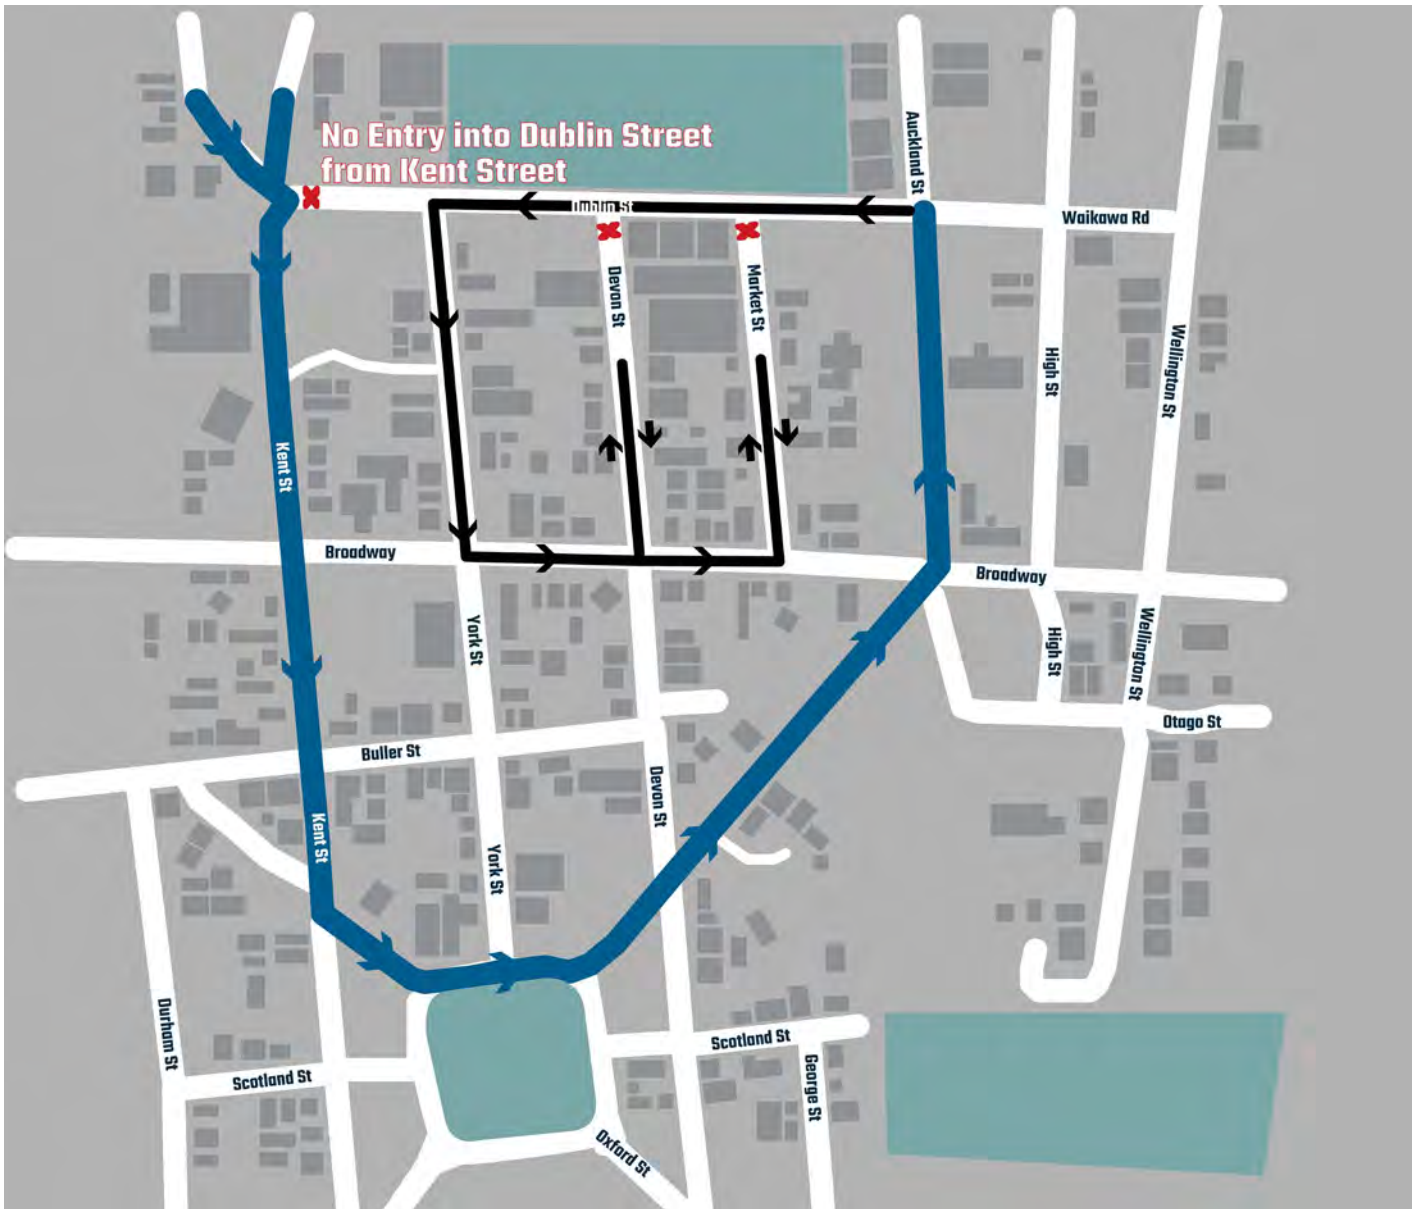 No Entry into Dublin Street
from Kent Street
Auckland St
Dublin St
Waikawa Rd
Devon St
Market St
High St
Wellington St
Kent St
Broadway
Broadway
York St
High St
Wellington St
Otago St
Buller St
Devon St
Kent St
York St
Durham St
Scotland St
Scotland St
George St
Oxford St